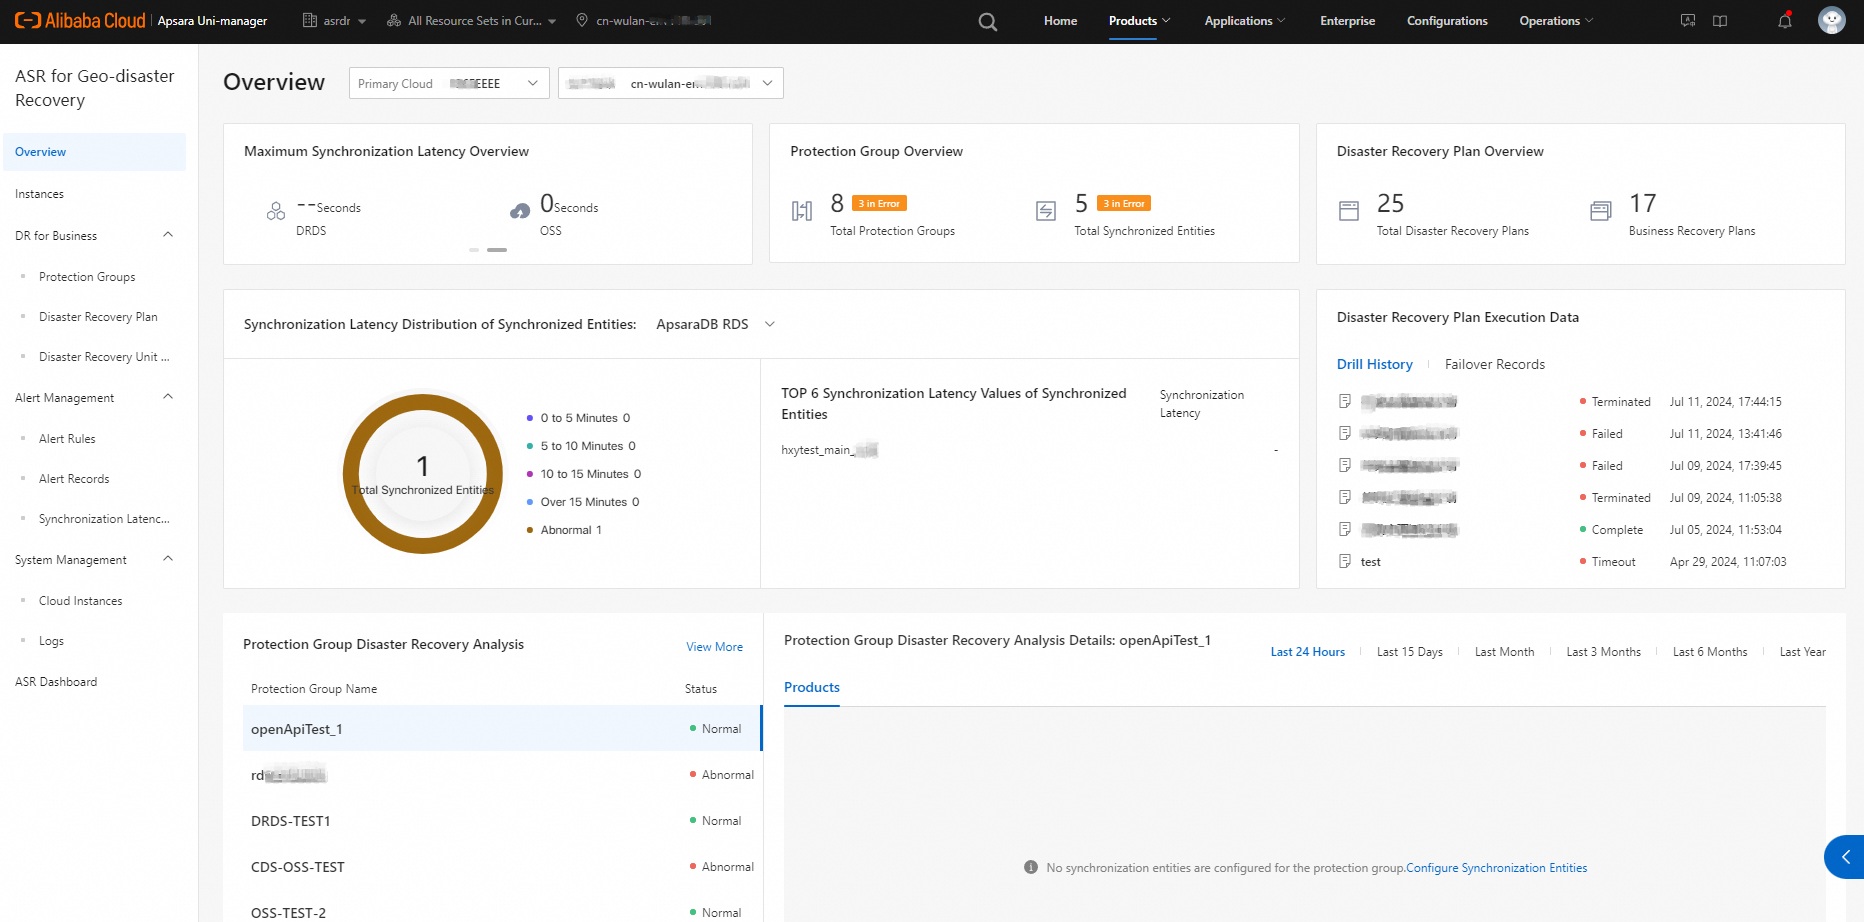 Alibaba Cloud | Apsara Uni-manager
asrdr
All Resource Sets in Cur...
cn-wulan-
Home
Products
Applications
Enterprise
Configurations
Operations
ASR for Geo-disaster
Recovery
Overview
Instances
DR for Business
Protection Groups
Disaster Recovery Plan
Disaster Recovery Unit ...
Alert Management
Alert Rules
Alert Records
Synchronization Latenc...
System Management
Cloud Instances
Logs
ASR Dashboard
Overview
Primary Cloud
cn-wulan-
Maximum Synchronization Latency Overview
--Seconds
DRDS
0Seconds
OSS
Protection Group Overview
8 3 in Error
Total Protection Groups
5 3 in Error
Total Synchronized Entities
Disaster Recovery Plan Overview
25
Total Disaster Recovery Plans
17
Business Recovery Plans
Synchronization Latency Distribution of Synchronized Entities: ApsaraDB RDS
1
Total Synchronized Entities
0 to 5 Minutes 0
5 to 10 Minutes 0
10 to 15 Minutes 0
Over 15 Minutes 0
Abnormal 1
TOP 6 Synchronization Latency Values of Synchronized
Entities
Synchronization
Latency
hxytest_main_
-
Disaster Recovery Plan Execution Data
Drill History
Failover Records
Terminated Jul 11, 2024, 17:44:15
Failed Jul 11, 2024, 13:41:46
Failed Jul 09, 2024, 17:39:45
Terminated Jul 09, 2024, 11:05:38
Complete Jul 05, 2024, 11:53:04
test Timeout Apr 29, 2024, 11:07:03
Protection Group Disaster Recovery Analysis
View More
Protection Group Name Status
openApiTest_1 Normal
rd Abnormal
DRDS-TEST1 Normal
CDS-OSS-TEST Abnormal
OSS-TEST-2 Normal
Protection Group Disaster Recovery Analysis Details: openApiTest_1
Last 24 Hours
Last 15 Days
Last Month
Last 3 Months
Last 6 Months
Last Year
Products
No synchronization entities are configured for the protection group.Configure Synchronization Entities